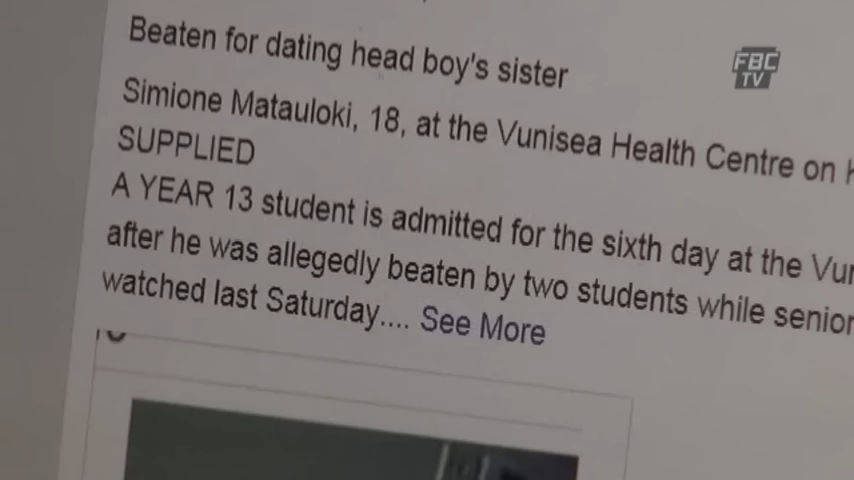 FBC
TV
Beaten for dating head boy's sister
Simione Matauloki, 18, at the Vunisea Health Centre on
SUPPLIED
A YEAR 13 student is admitted for the sixth day at the
after he was allegedly beaten by two students while senior
watched last Saturday.... See More